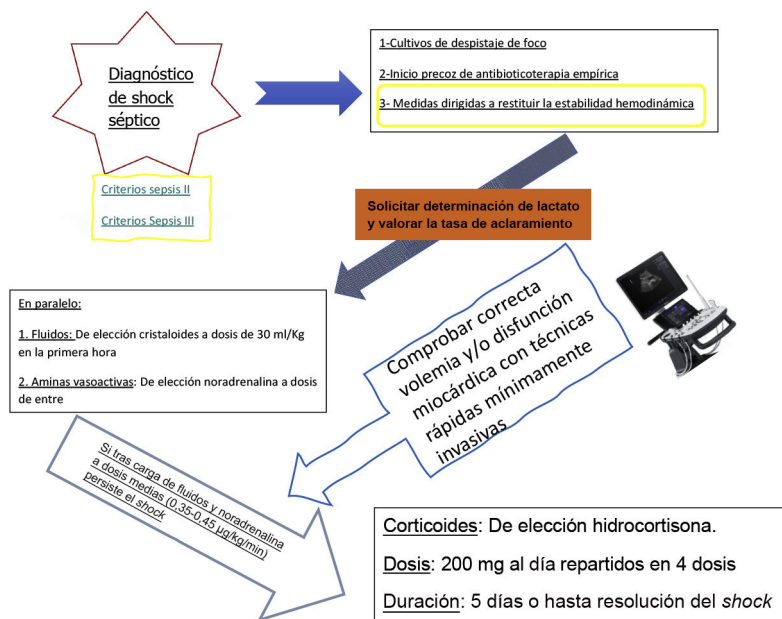 Diagnóstico
de shock
séptico
1-Cultivos de despistaje de foco
2-Inicio precoz de antibioticoterapia empírica
3- Medidas dirigidas a restituir la estabilidad hemodinámica
Criterios sepsis II
Criterios Sepsis III
Solicitar determinación de lactato
y valorar la tasa de aclaramiento
En paralelo:
1. Fluidos: De elección cristaloides a dosis de 30 ml/Kg
en la primera hora
2. Aminas vasoactivas: De elección noradrenalina a dosis
de entre
Comprobar correcta
volemia y/o disfunción
miocárdica con técnicas
rápidas mínimamente
invasivas
Si tras carga de fluidos y noradrenalina
a dosis medias (0,35-0,45 µg/kg/min)
persiste el shock
Corticoides: De elección hidrocortisona.
Dosis: 200 mg al día repartidos en 4 dosis
Duración: 5 días o hasta resolución del shock